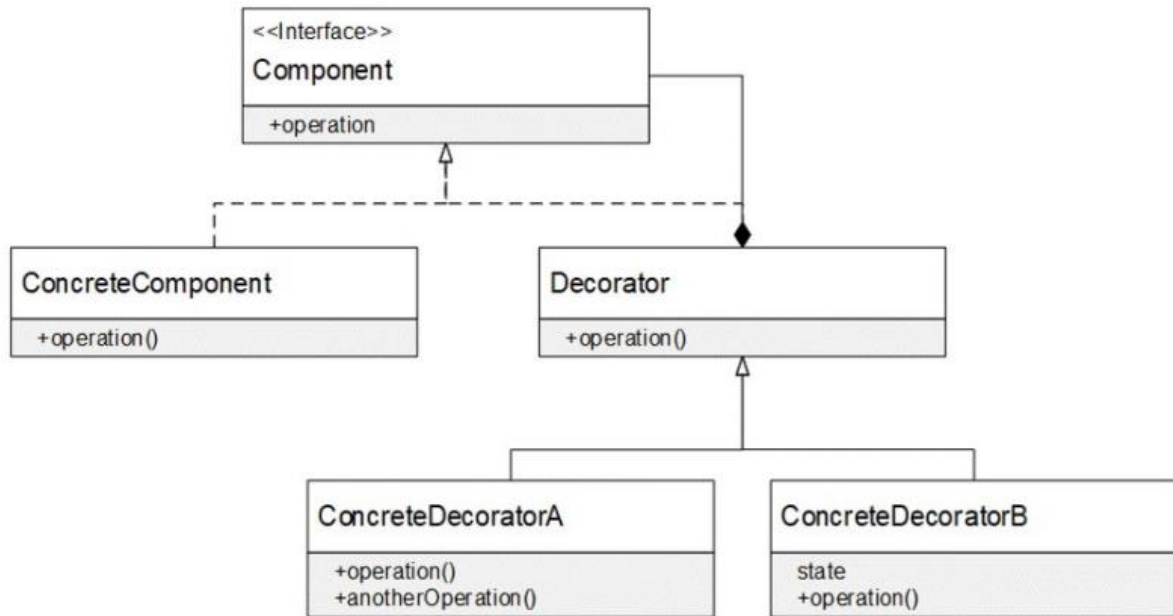 <<Interface>>
Component
+operation
ConcreteComponent
+operation()
Decorator
+operation()
ConcreteDecoratorA
+operation()
+anotherOperation()
ConcreteDecoratorB
state
+operation()